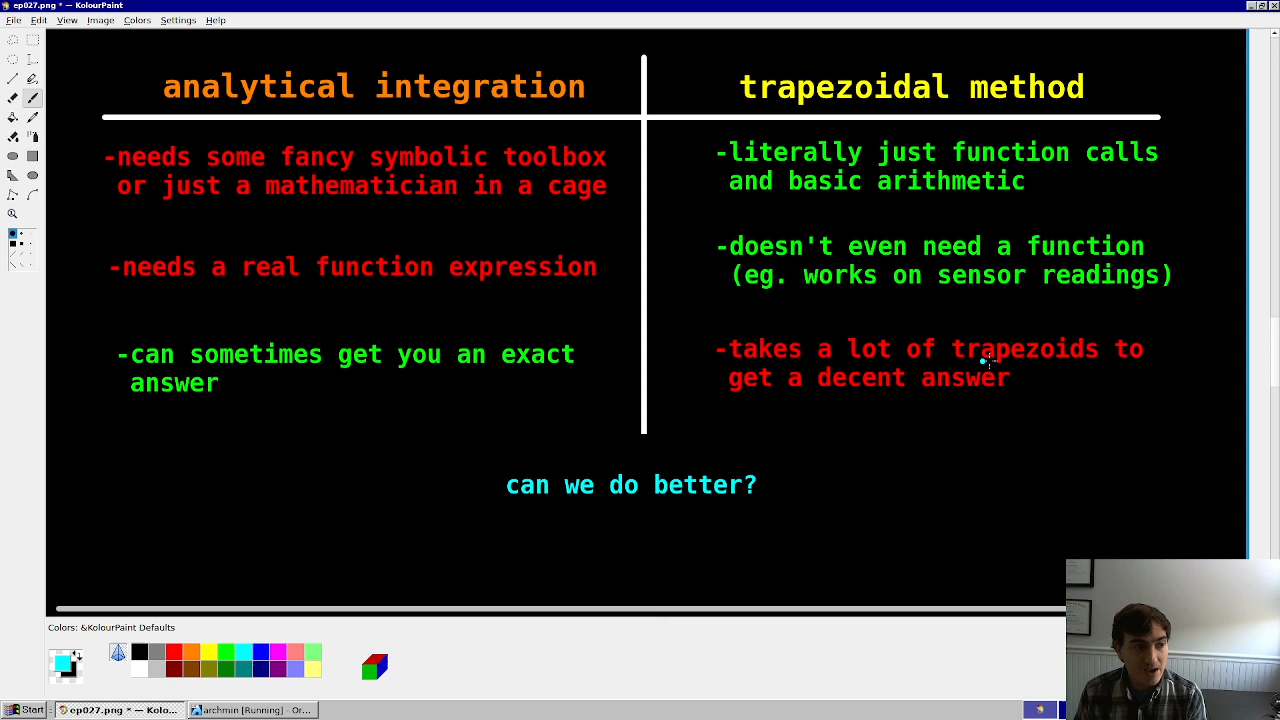 ep027.png * — KolourPaint
File Edit View Image Colors Settings Help
analytical integration
trapezoidal method
-needs some fancy symbolic toolbox
or just a mathematician in a cage
-literally just function calls
and basic arithmetic
-needs a real function expression
-doesn't even need a function
(eg. works on sensor readings)
-can sometimes get you an exact
answer
-takes a lot of trapezoids to
get a decent answer
can we do better?
Colors: &KolourPaint Defaults
Start
ep027.png * — Kolo...
archmin [Running] - Or...